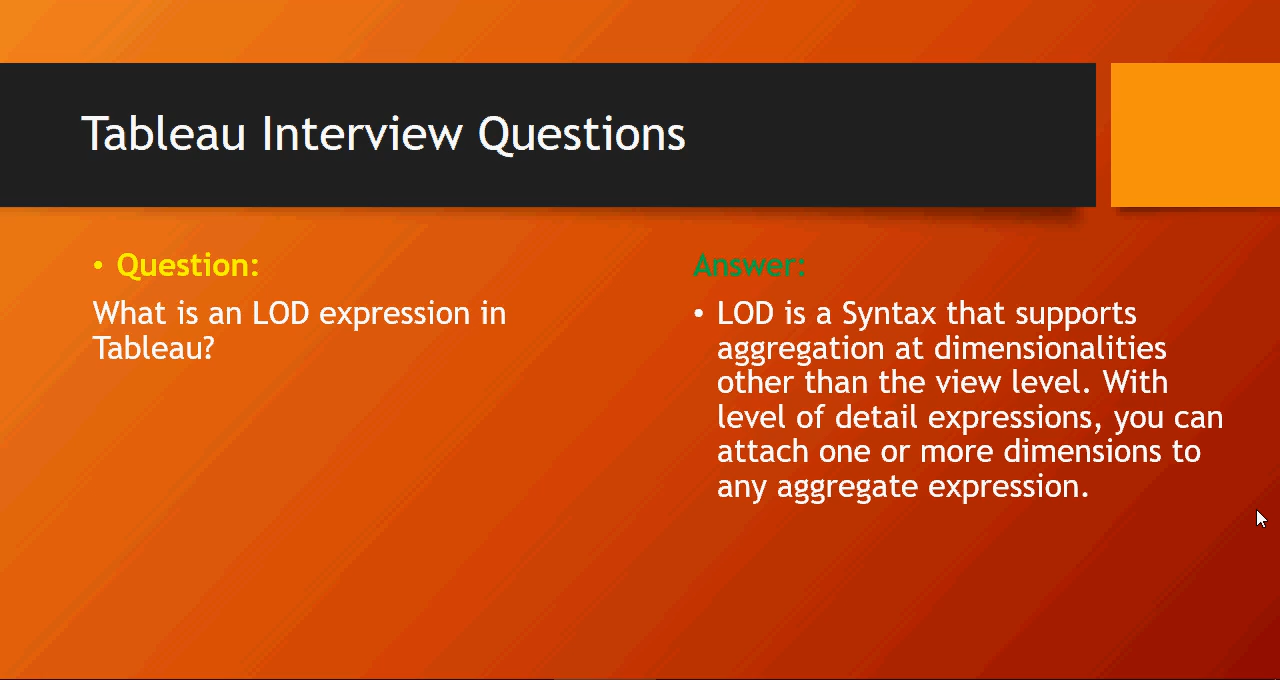 Tableau Interview Questions
• Question:
What is an LOD expression in
Tableau?
Answer:
• LOD is a Syntax that supports
aggregation at dimensionalities
other than the view level. With
level of detail expressions, you can
attach one or more dimensions to
any aggregate expression.